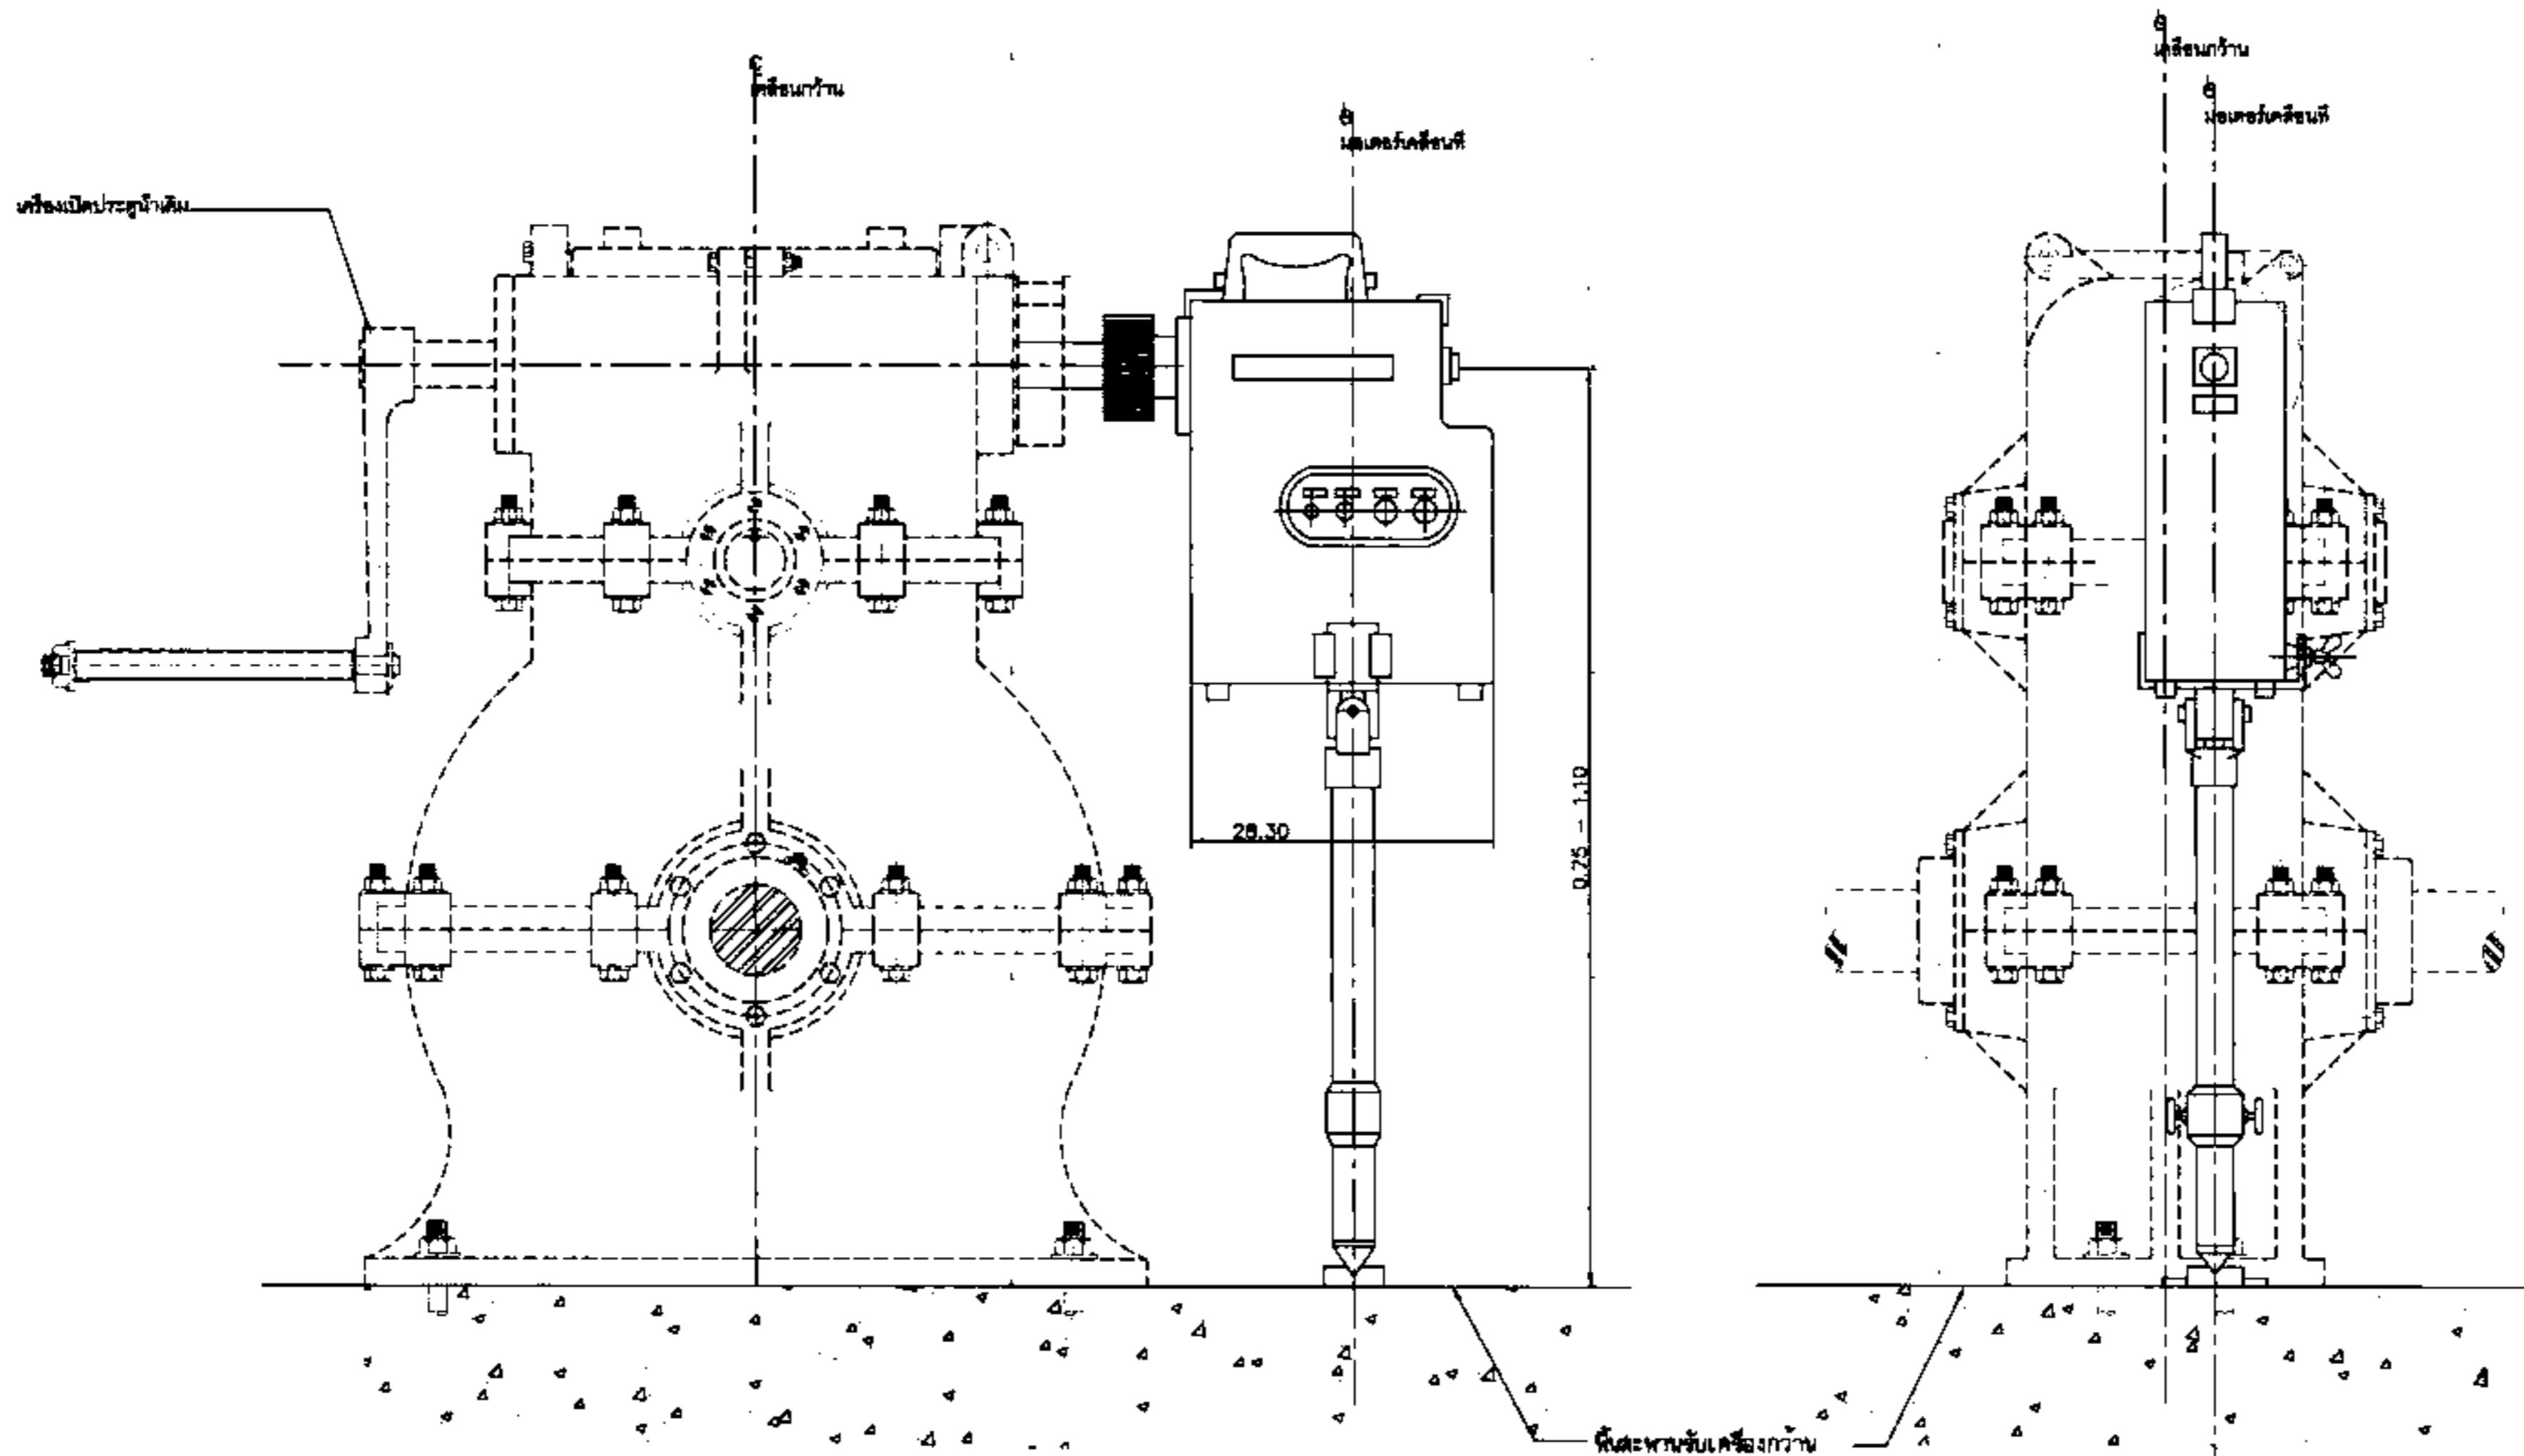 ℄
เคลื่อนกว้าน
℄
มอเตอร์เคลื่อนที่
℄
เคลื่อนกว้าน
℄
มอเตอร์เคลื่อนที่
เครื่องเปิดประตูน้ำเดิม
28.30
0.75 - 1.10
พื้นสะพานรับเครื่องกว้าน